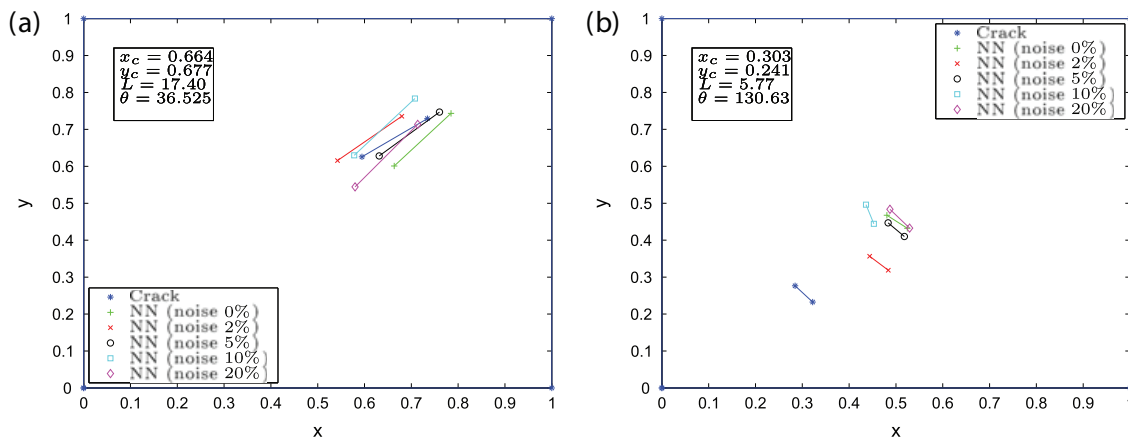 (a)
1
0.9
0.8
0.7
0.6
0.5
0.4
0.3
0.2
0.1
0
y
x_c = 0.664
y_c = 0.677
L = 17.40
θ = 36.525
Crack
NN (noise 0%)
NN (noise 2%)
NN (noise 5%)
NN (noise 10%)
NN (noise 20%)
0 0.1 0.2 0.3 0.4 0.5 0.6 0.7 0.8 0.9 1
x
(b)
1
0.9
0.8
0.7
0.6
0.5
0.4
0.3
0.2
0.1
0
y
x_c = 0.303
y_c = 0.241
L = 5.77
θ = 130.63
Crack
NN (noise 0%)
NN (noise 2%)
NN (noise 5%)
NN (noise 10%)
NN (noise 20%)
0 0.1 0.2 0.3 0.4 0.5 0.6 0.7 0.8 0.9 1
x